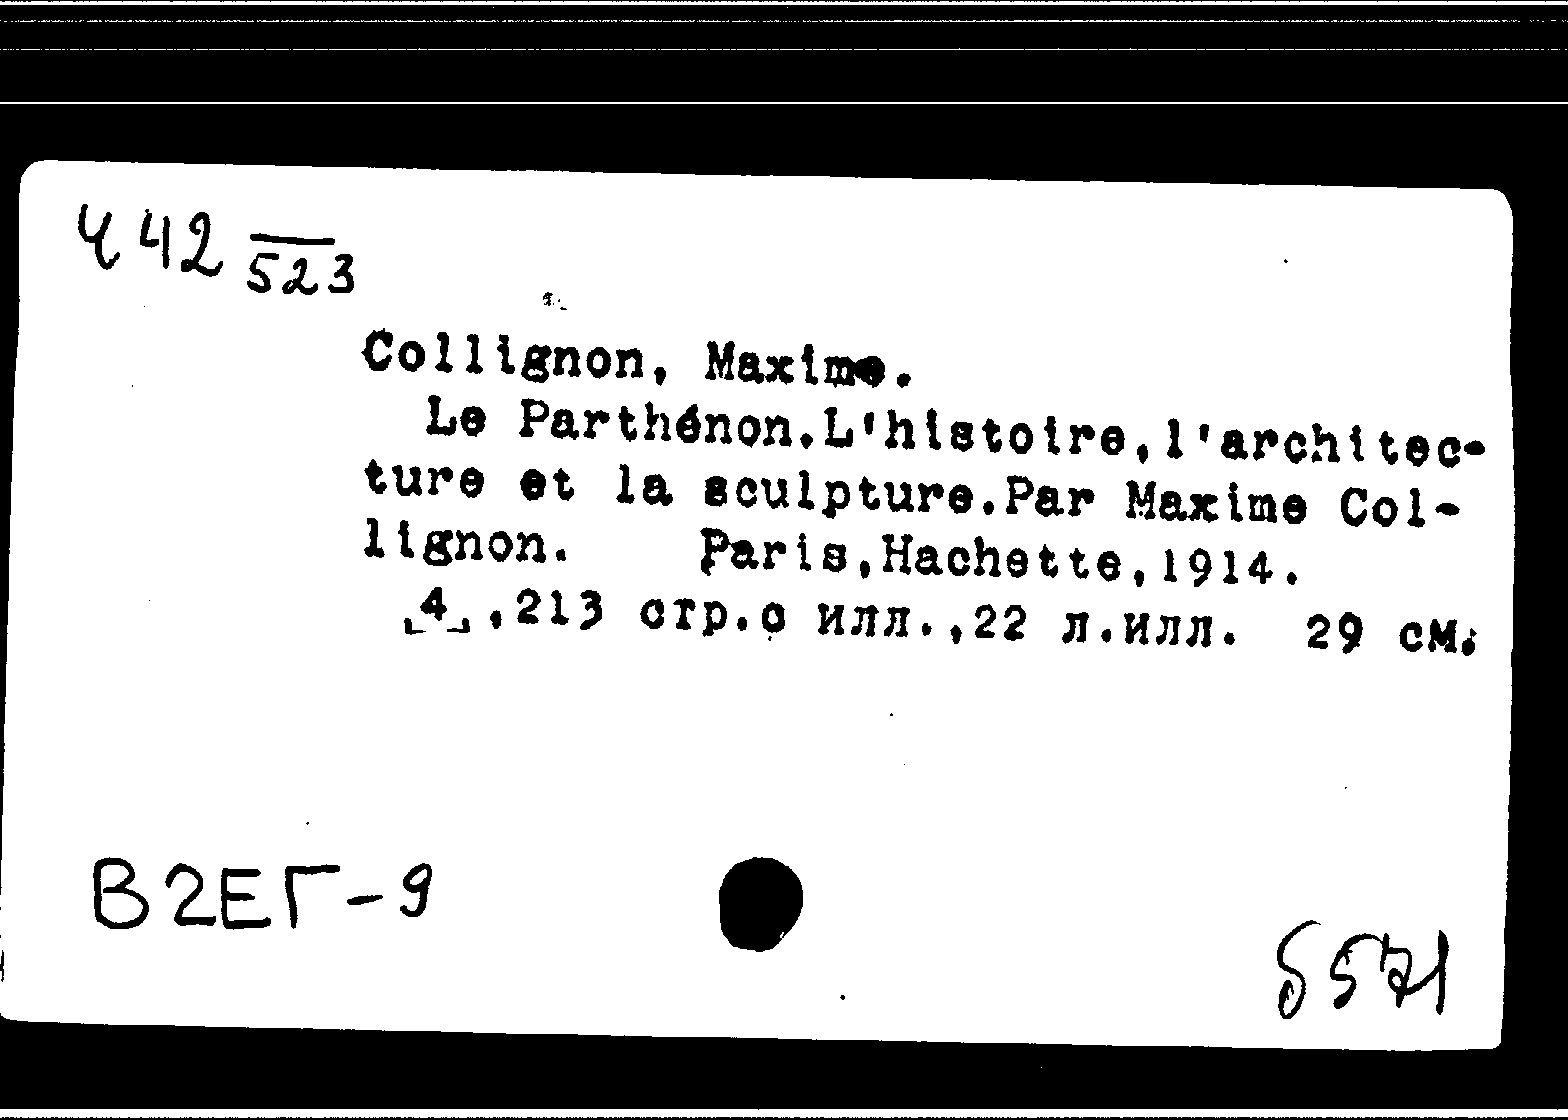 Ч 42 523
Collignon, Maxime.
Le Parthénon.L'histoire,l'architec-
ture et la sculpture.Par Maxime Col-
lignon. Paris,Hachette,1914.
[4],213 стр.с илл.,22 л.илл. 29 см.
В2ЕГ-9
б571